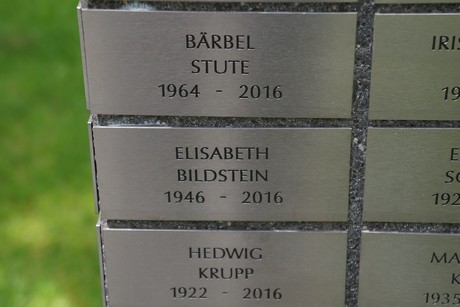 BÄRBEL
STUTE
1964 - 2016
ELISABETH
BILDSTEIN
1946 - 2016
HEDWIG
KRUPP
1922 - 2016